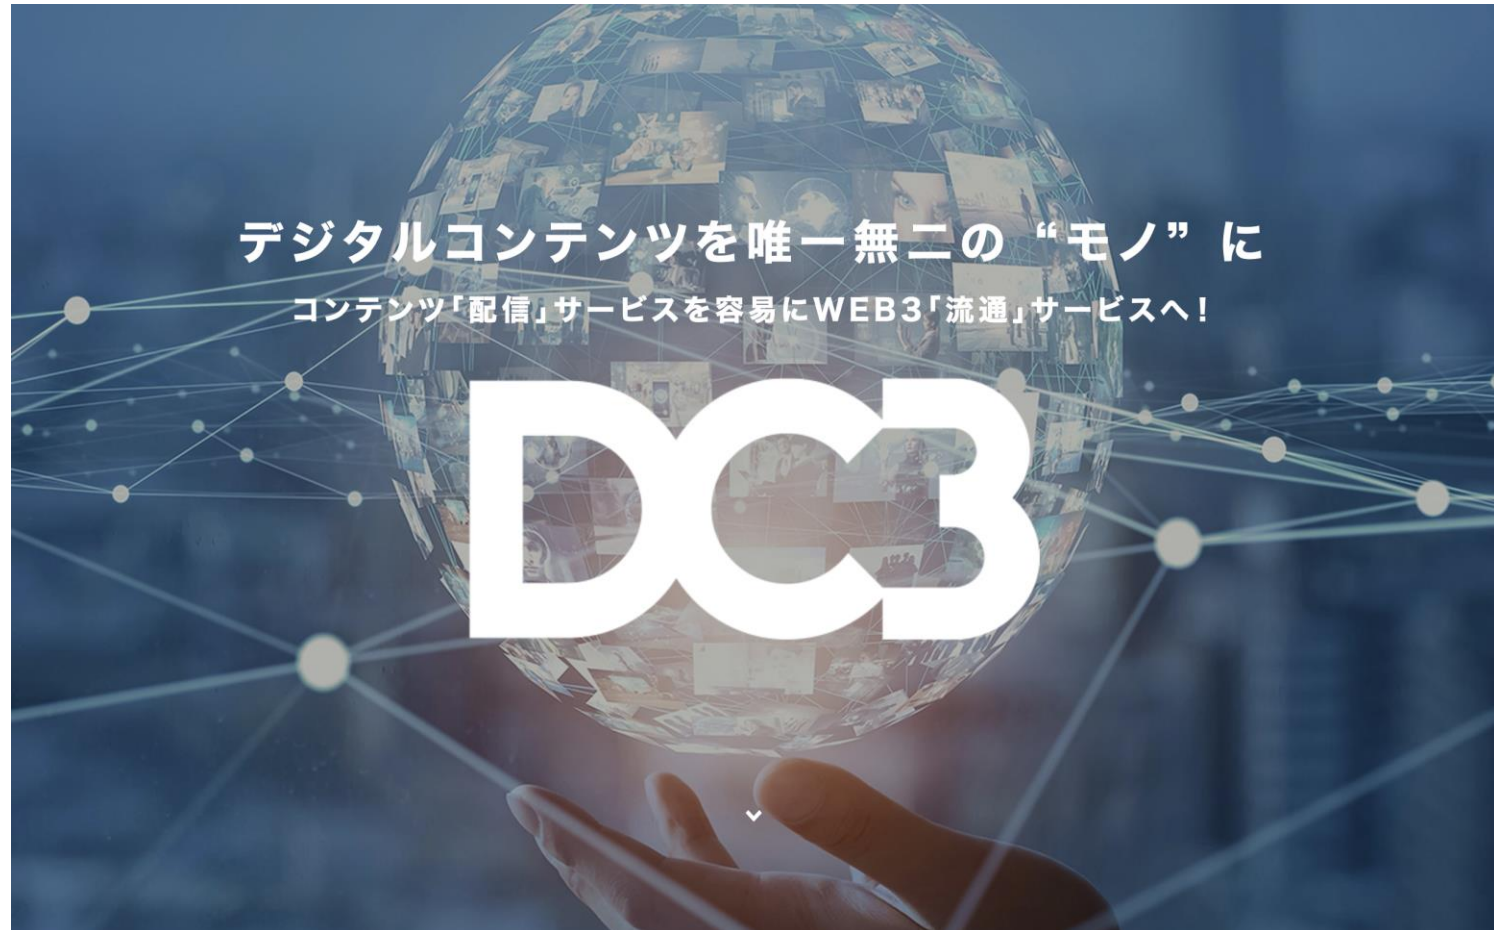 デジタルコンテンツを唯一無二の“モノ”に
コンテンツ「配信」サービスを容易にWEB3「流通」サービスへ！
DC3